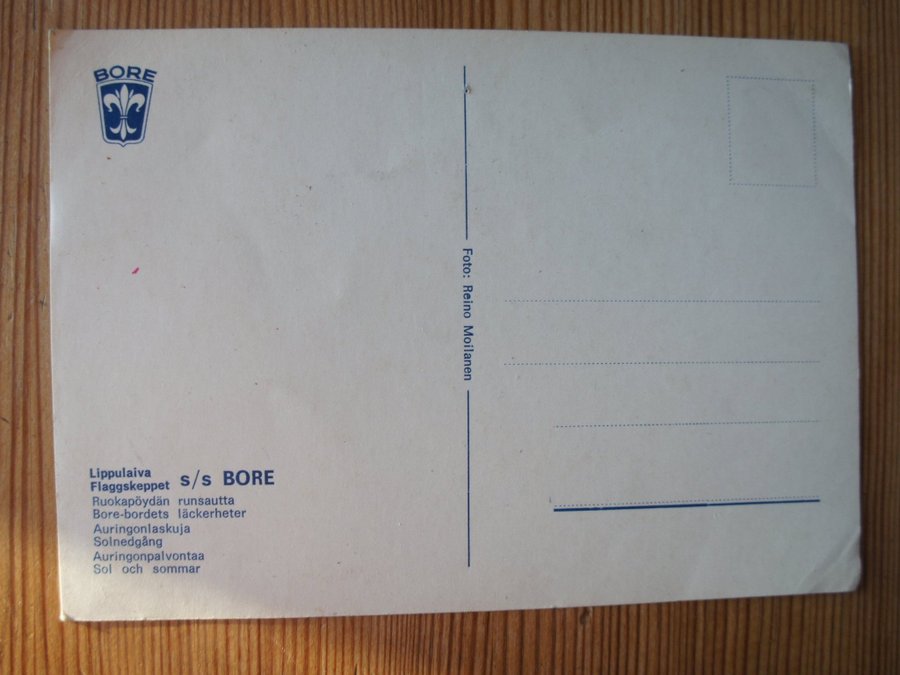 BORE
Foto: Reino Moilanen
Lippulaiva
Flaggskeppet s/s BORE
Ruokapöydän runsautta
Bore-bordets läckerheter
Auringonlaskuja
Solnedgång
Auringonpalvontaa
Sol och sommar